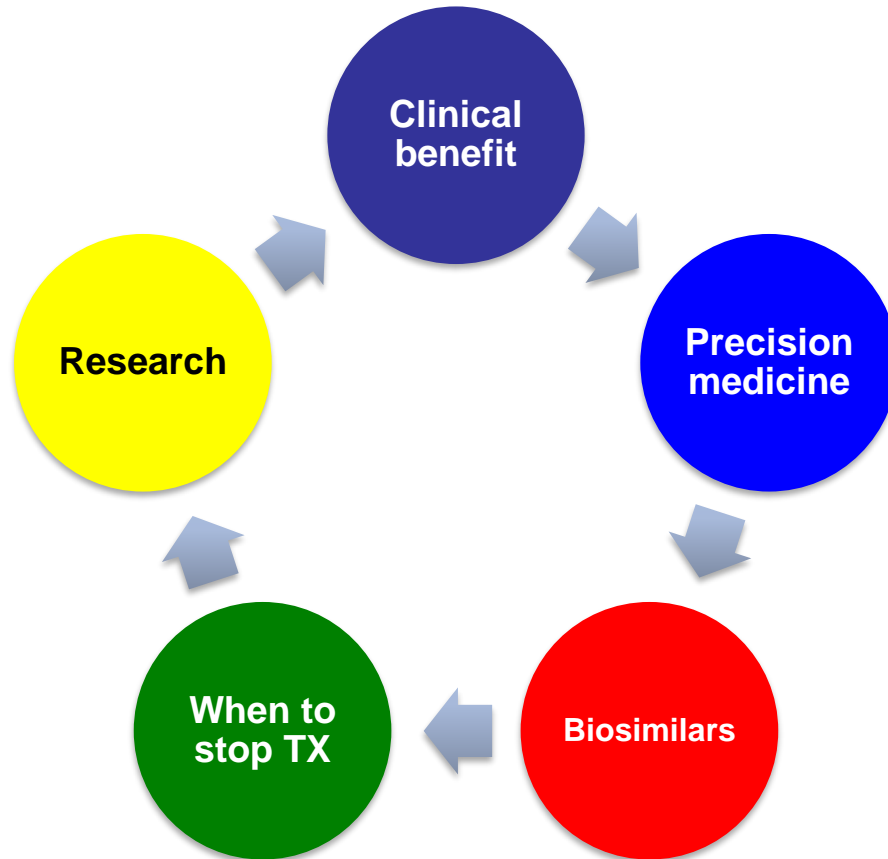 Clinical
benefit
Precision
medicine
Biosimilars
When to
stop TX
Research